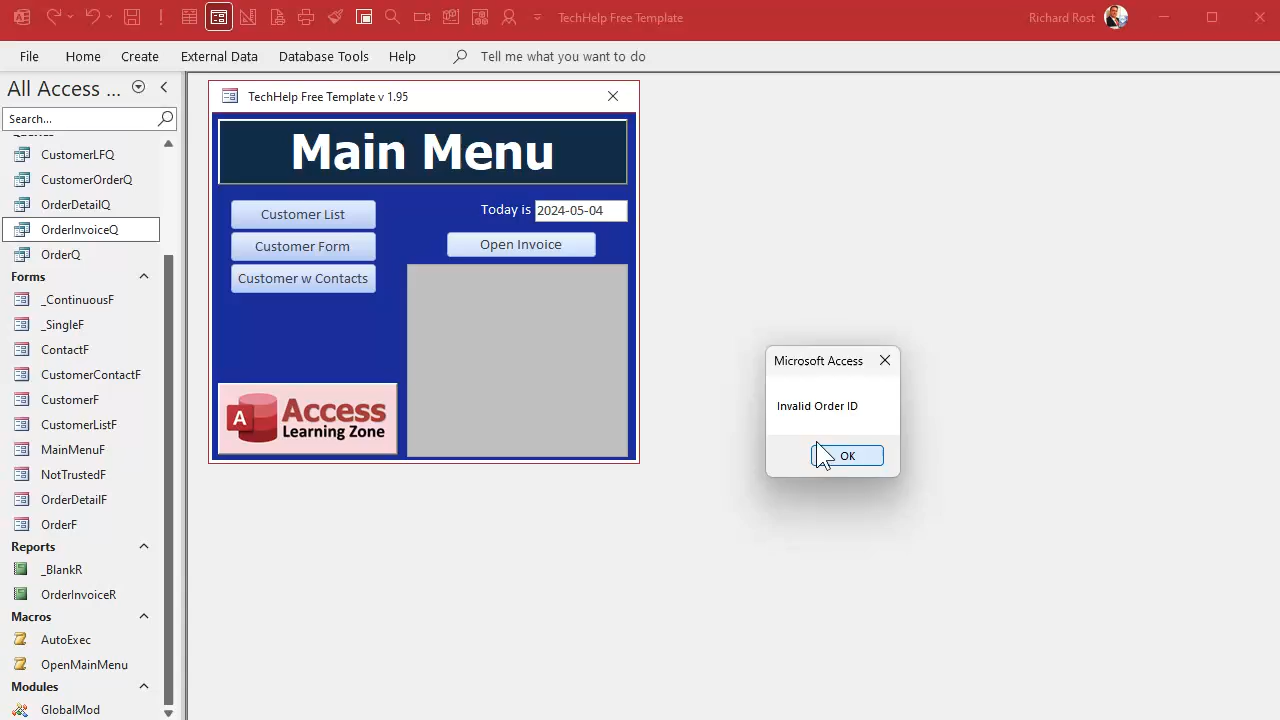 TechHelp Free Template
Richard Rost
File
Home
Create
External Data
Database Tools
Help
Tell me what you want to do
All Access ...
Search...
CustomerLFQ
CustomerOrderQ
OrderDetailQ
OrderInvoiceQ
OrderQ
Forms
_ContinuousF
_SingleF
ContactF
CustomerContactF
CustomerF
CustomerListF
MainMenuF
NotTrustedF
OrderDetailF
OrderF
Reports
_BlankR
OrderInvoiceR
Macros
AutoExec
OpenMainMenu
Modules
GlobalMod
TechHelp Free Template v 1.95
Main Menu
Customer List
Customer Form
Customer w Contacts
Today is 2024-05-04
Open Invoice
A
Access
Learning Zone
Microsoft Access
Invalid Order ID
OK